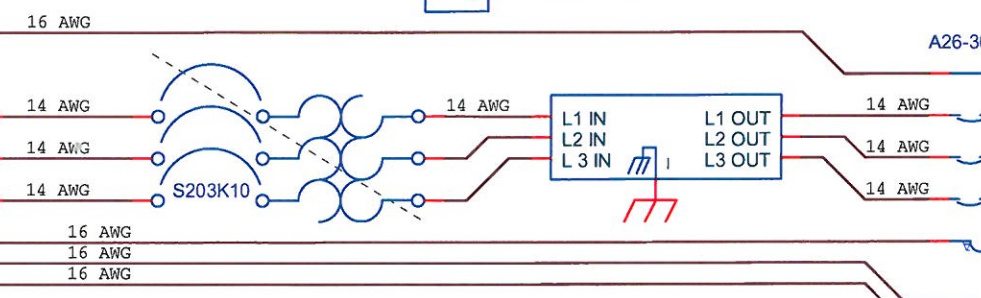 16 AWG
A26-3
14 AWG
14 AWG
14 AWG
L1 IN
L1 OUT
14 AWG
14 AWG
L2 IN
L2 OUT
14 AWG
L 3 IN
L3 OUT
14 AWG
S203K10
14 AWG
16 AWG
16 AWG
16 AWG